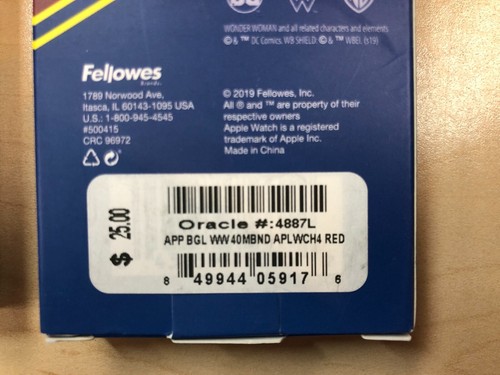 WONDER WOMAN and all related characters and elements
© & ™ DC Comics. WB SHIELD: © & ™ WBEI. (s19)
Fellowes
Brands™
1789 Norwood Ave,
Itasca, IL 60143-1095 USA
U.S.: 1-800-945-4545
#500415
CRC 96972
© 2019 Fellowes, Inc.
All ® and ™ are property of their
respective owners
Apple Watch is a registered
trademark of Apple Inc.
Made in China
$ 25.00
Oracle #:4887L
APP BGL WW40MBND APLWCH4 RED
8 49944 05917 6